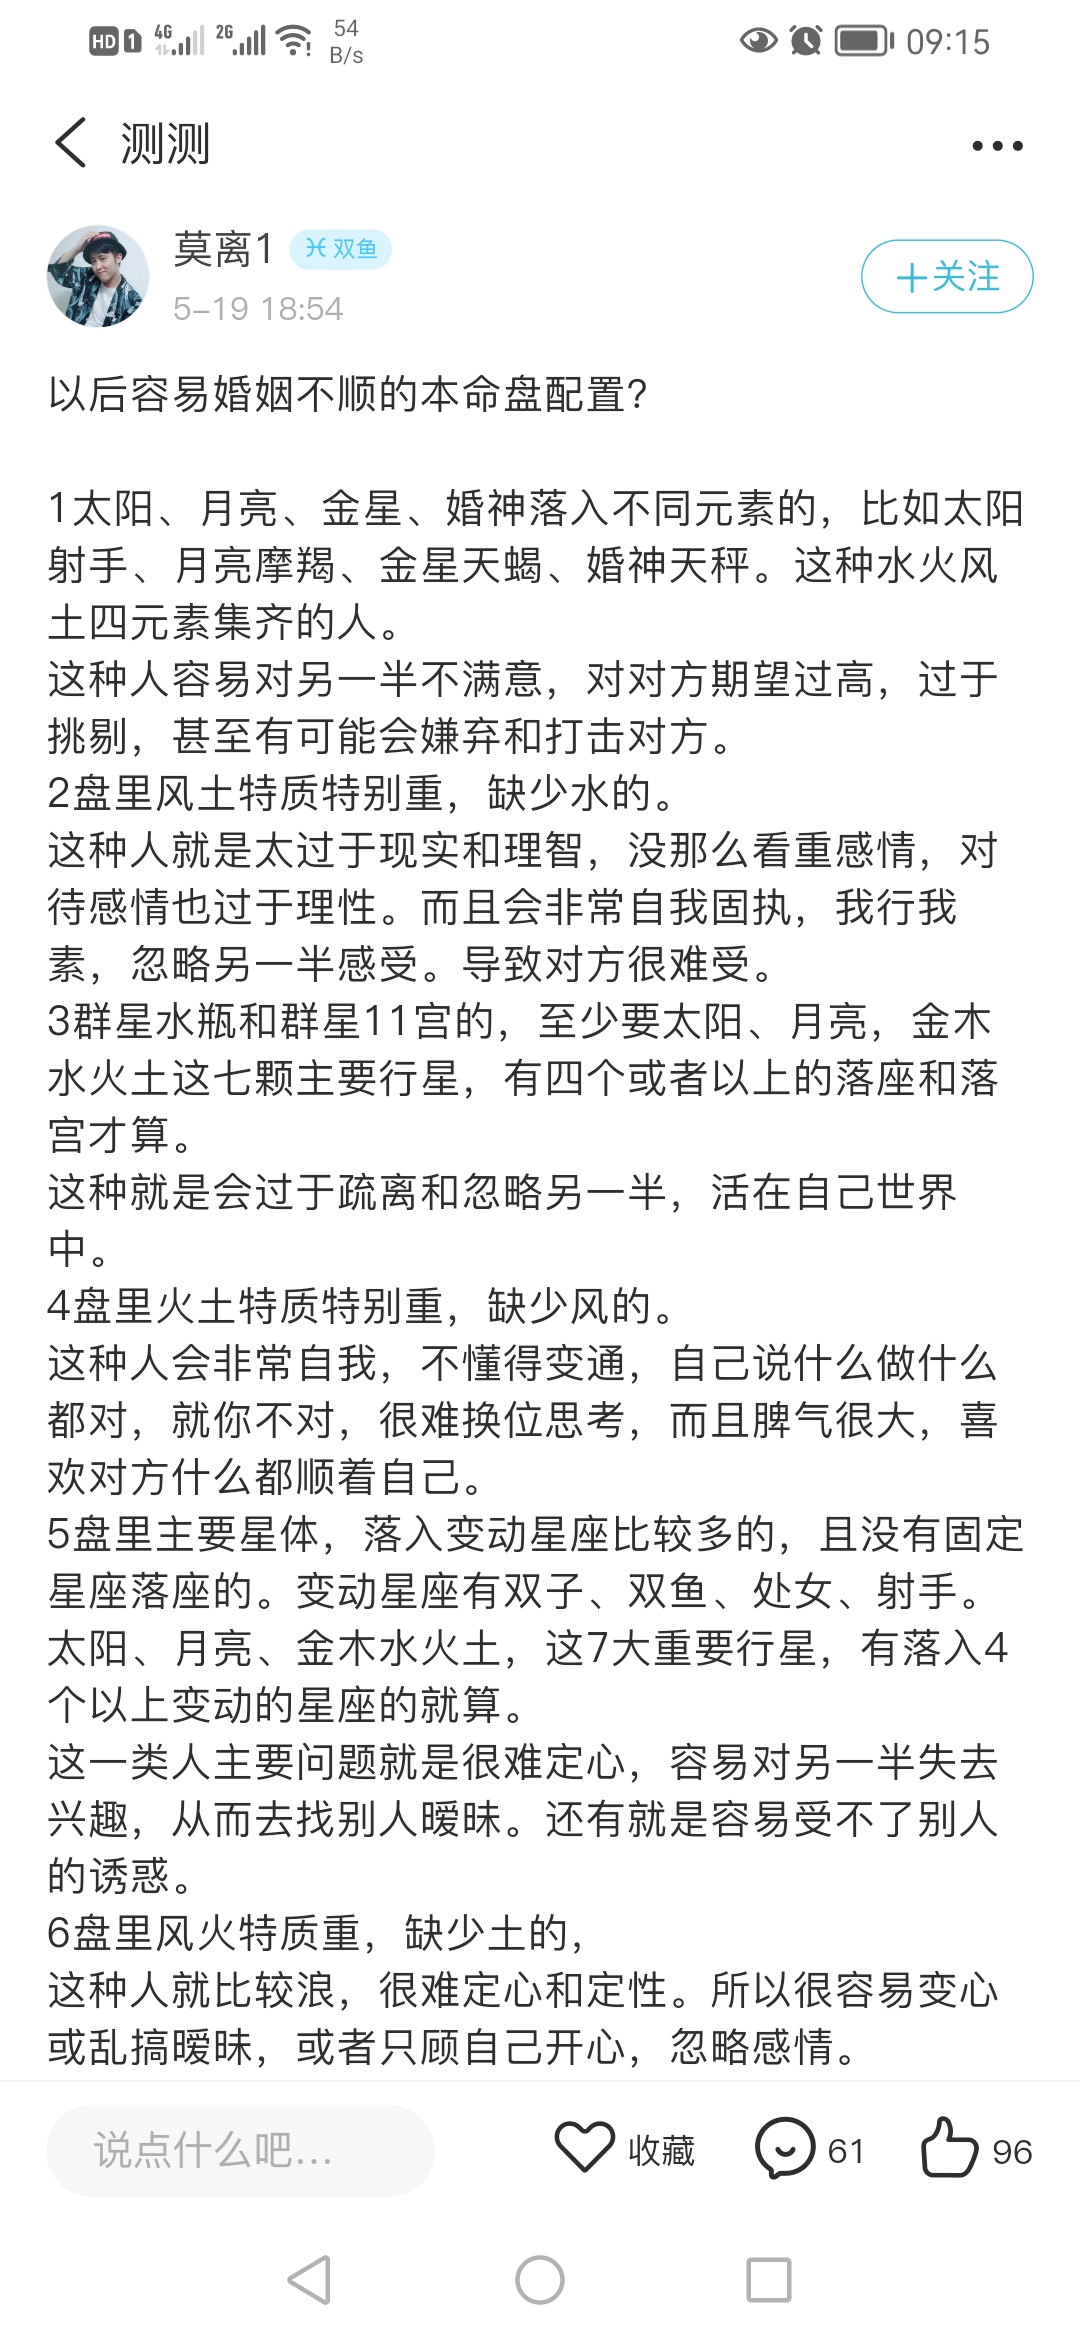 HD 1 4G 2G 54 B/s 09:15
测测
莫离1 双鱼
5-19 18:54
+关注
以后容易婚姻不顺的本命盘配置?
1太阳、月亮、金星、婚神落入不同元素的，比如太阳
射手、月亮摩羯、金星天蝎、婚神天秤。这种水火风
土四元素集齐的人。
这种人容易对另一半不满意，对对方期望过高，过于
挑剔，甚至有可能会嫌弃和打击对方。
2盘里风土特质特别重，缺少水的。
这种人就是太过于现实和理智，没那么看重感情，对
待感情也过于理性。而且会非常自我固执，我行我
素，忽略另一半感受。导致对方很难受。
3群星水瓶和群星11宫的，至少要太阳、月亮，金木
水火土这七颗主要行星，有四个或者以上的落座和落
宫才算。
这种就是会过于疏离和忽略另一半，活在自己世界
中。
4盘里火土特质特别重，缺少风的。
这种人会非常自我，不懂得变通，自己说什么做什么
都对，就你不对，很难换位思考，而且脾气很大，喜
欢对方什么都顺着自己。
5盘里主要星体，落入变动星座比较多的，且没有固定
星座落座的。变动星座有双子、双鱼、处女、射手。
太阳、月亮、金木水火土，这7大重要行星，有落入4
个以上变动的星座的就算。
这一类人主要问题就是很难定心，容易对另一半失去
兴趣，从而去找别人暧昧。还有就是容易受不了别人
的诱惑。
6盘里风火特质重，缺少土的，
这种人就比较浪，很难定心和定性。所以很容易变心
或乱搞暧昧，或者只顾自己开心，忽略感情。
说点什么吧... 收藏 61 96